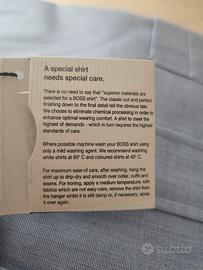 A special shirt
needs special care.
There is no need to say that "superior materials are
selected for a BOSS shirt". The classic cut and perfect
finishing down to the final detail tell the obvious tale.
We choose to eliminate chemical processing in order to
enhance optimal wearing comfort. A shirt to meet the
highest of demands - which in turn requires the highest
standards of care.
Where possible machine wash your BOSS shirt using
only a mild washing agent. We recommend washing
white shirts at 60° C and coloured shirts at 40° C.
For maximum ease of care, after washing, hang the
shirt up to drip-dry and smooth over collar, cuffs and
seams. For ironing, apply a medium temperature; with
fabrics which are not easy-care, remove the shirt from
the hanger whilst it is still damp or, if necessary, spray
it over again.
subito